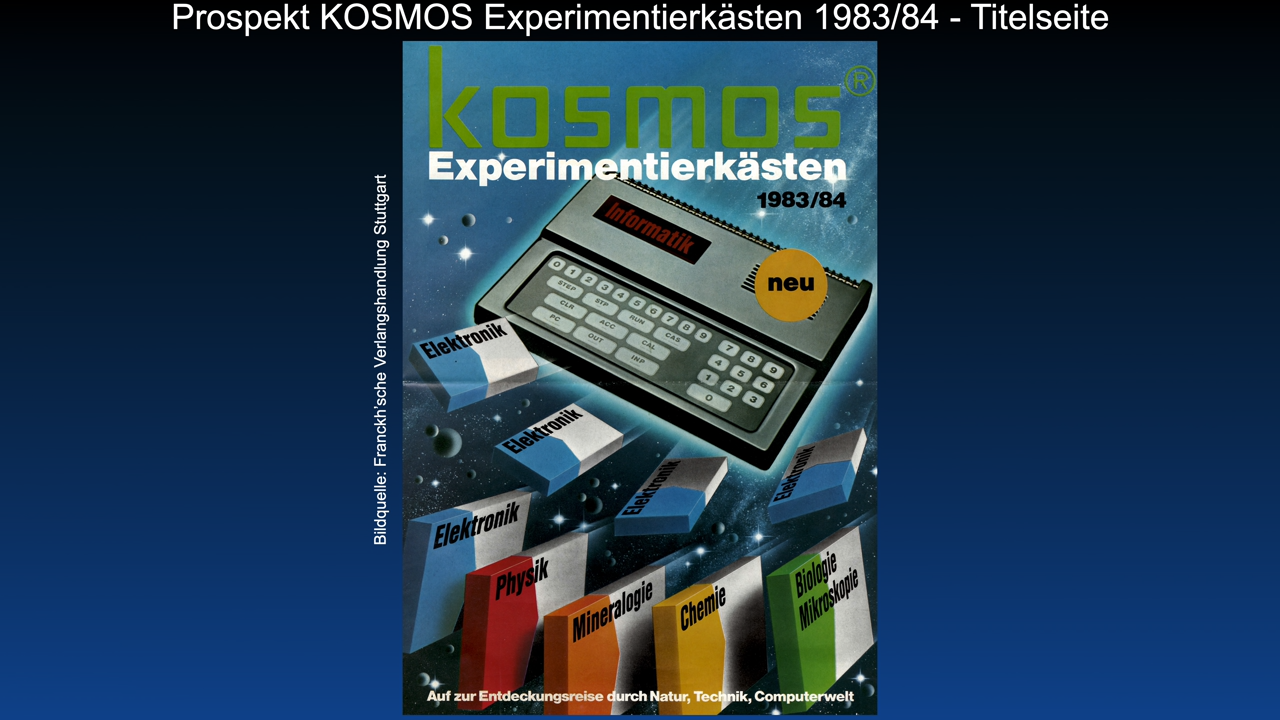 Prospekt KOSMOS Experimentierkästen 1983/84 - Titelseite
kosmos®
Experimentierkästen
1983/84
Informatik
neu
0 1 2 3 4 5 6 7 8 9
STEP STP RUN CAS
CLR ACC CAL
PC OUT INP
7 8 9
4 5 6
1 2 3
0
Elektronik
Elektronik
Elektronik
Elektronik
Elektronik
Physik
Mineralogie
Chemie
Biologie
Mikroskopie
Auf zur Entdeckungsreise durch Natur, Technik, Computerwelt
Bildquelle: Franckh'sche Verlangshandlung Stuttgart